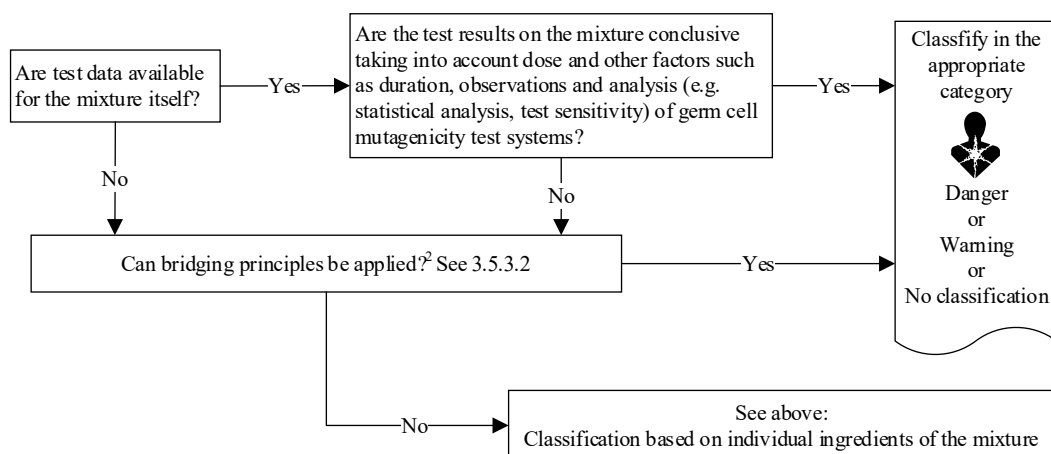 Are test data available
for the mixture itself?
Yes
Are the test results on the mixture conclusive
taking into account dose and other factors such
as duration, observations and analysis (e.g.
statistical analysis, test sensitivity) of germ cell
mutagenicity test systems?
Yes
Classfify in the
appropriate
category
Danger
or
Warning
or
No classification
No
No
Can bridging principles be applied?² See 3.5.3.2
Yes
No
See above:
Classification based on individual ingredients of the mixture